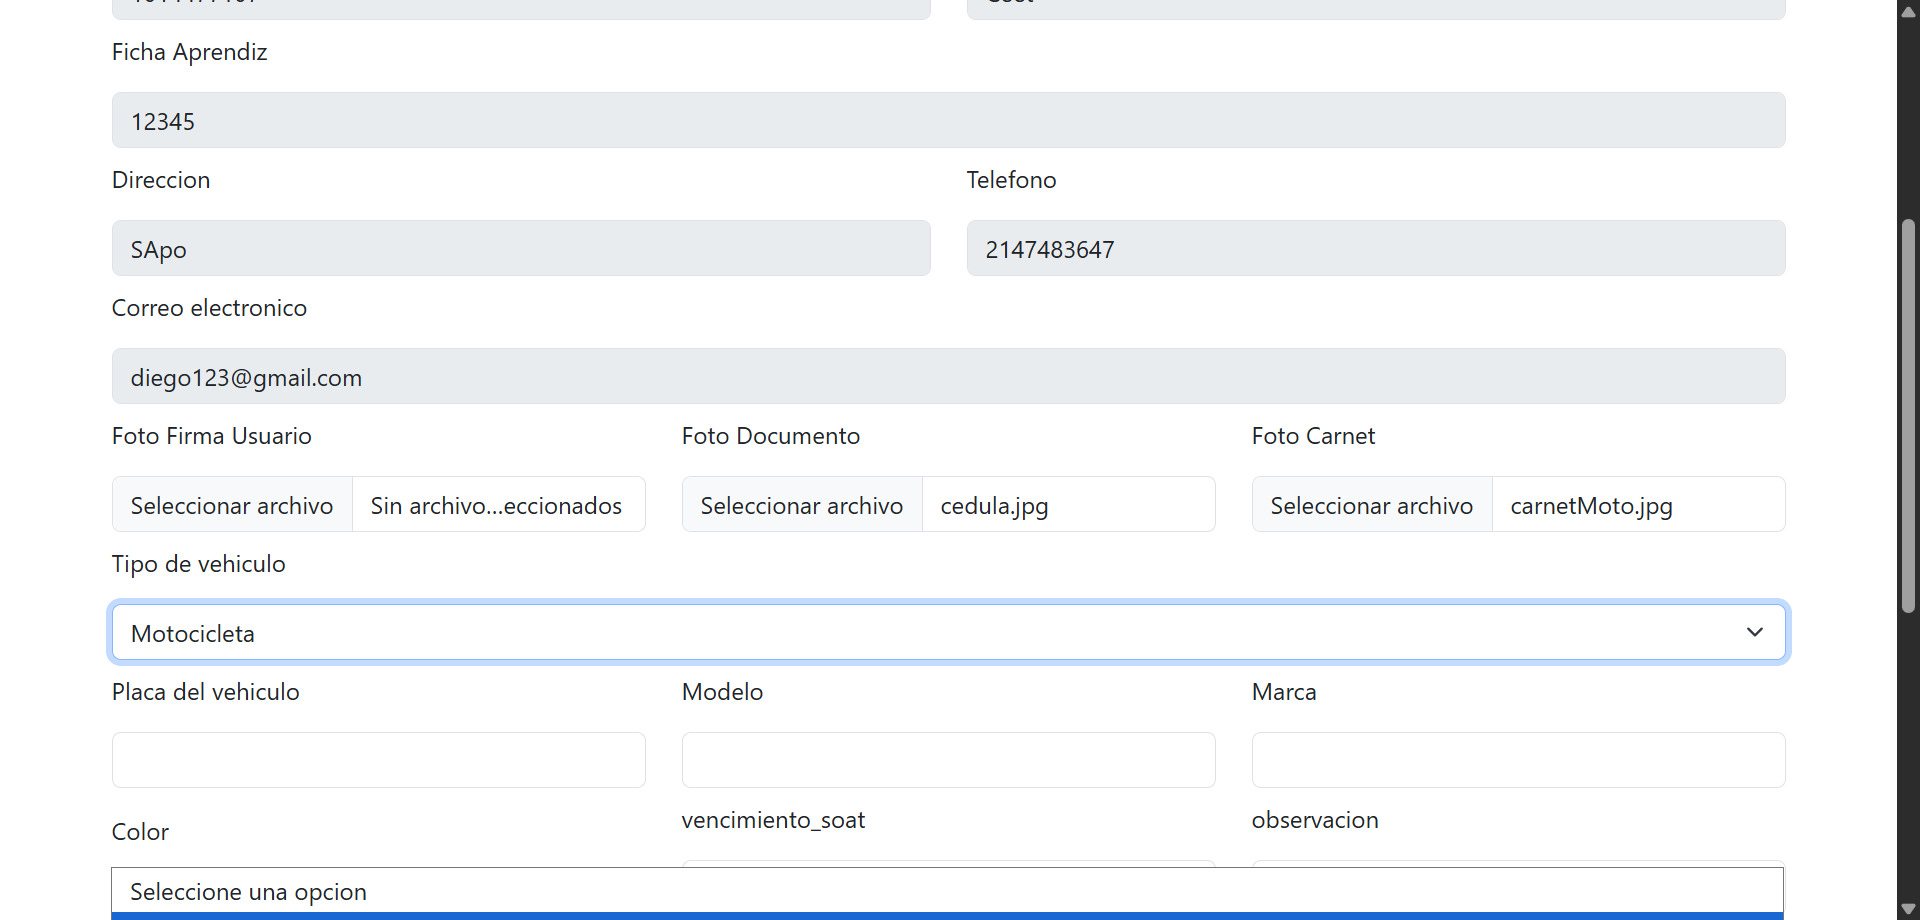 Ficha Aprendiz
12345
Direccion Telefono
SApo 2147483647
Correo electronico
diego123@gmail.com
Foto Firma Usuario Foto Documento Foto Carnet
Seleccionar archivo Sin archivo...eccionados Seleccionar archivo cedula.jpg Seleccionar archivo carnetMoto.jpg
Tipo de vehiculo
Motocicleta
Placa del vehiculo Modelo Marca
Color vencimiento_soat observacion
Seleccione una opcion